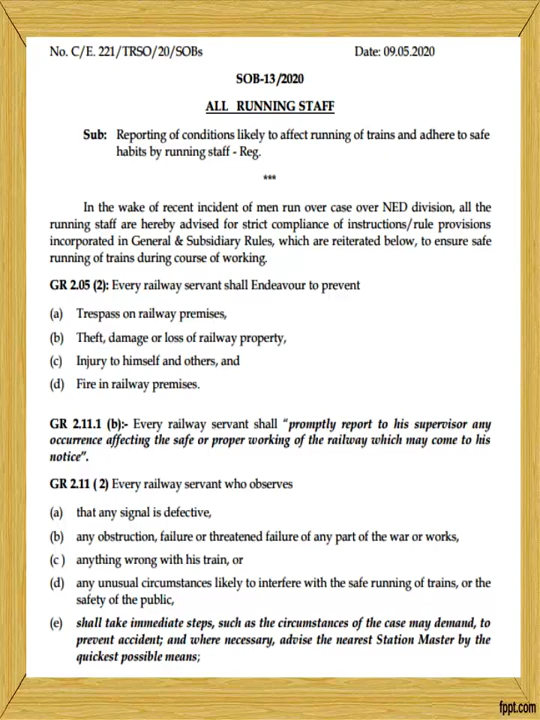 No. C/E. 221/TRSO/20/SOBs Date: 09.05.2020
SOB-13/2020
ALL RUNNING STAFF
Sub: Reporting of conditions likely to affect running of trains and adhere to safe
habits by running staff - Reg.
***
In the wake of recent incident of men run over case over NED division, all the
running staff are hereby advised for strict compliance of instructions/rule provisions
incorporated in General & Subsidiary Rules, which are reiterated below, to ensure safe
running of trains during course of working.
GR 2.05 (2): Every railway servant shall Endeavour to prevent
(a) Trespass on railway premises,
(b) Theft, damage or loss of railway property,
(c) Injury to himself and others, and
(d) Fire in railway premises.
GR 2.11.1 (b):- Every railway servant shall “promptly report to his supervisor any
occurrence affecting the safe or proper working of the railway which may come to his
notice”.
GR 2.11 ( 2) Every railway servant who observes
(a) that any signal is defective,
(b) any obstruction, failure or threatened failure of any part of the war or works,
(c ) anything wrong with his train, or
(d) any unusual circumstances likely to interfere with the safe running of trains, or the
safety of the public,
(e) shall take immediate steps, such as the circumstances of the case may demand, to
prevent accident; and where necessary, advise the nearest Station Master by the
quickest possible means;
fppt.com